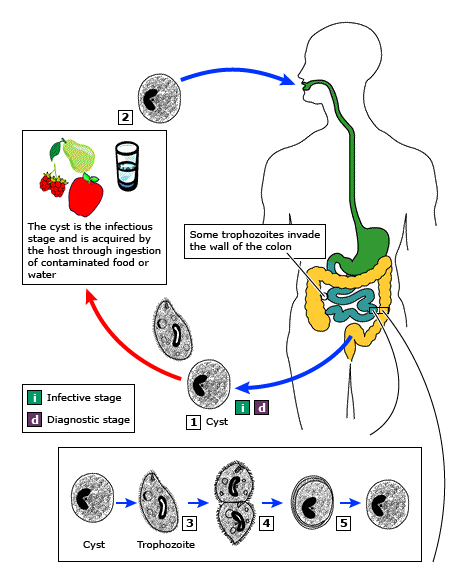 2
The cyst is the infectious
stage and is acquired by
the host through ingestion
of contaminated food or
water
Some trophozoites invade
the wall of the colon
1 Cyst
i d
i Infective stage
d Diagnostic stage
3 4 5
Cyst Trophozoite